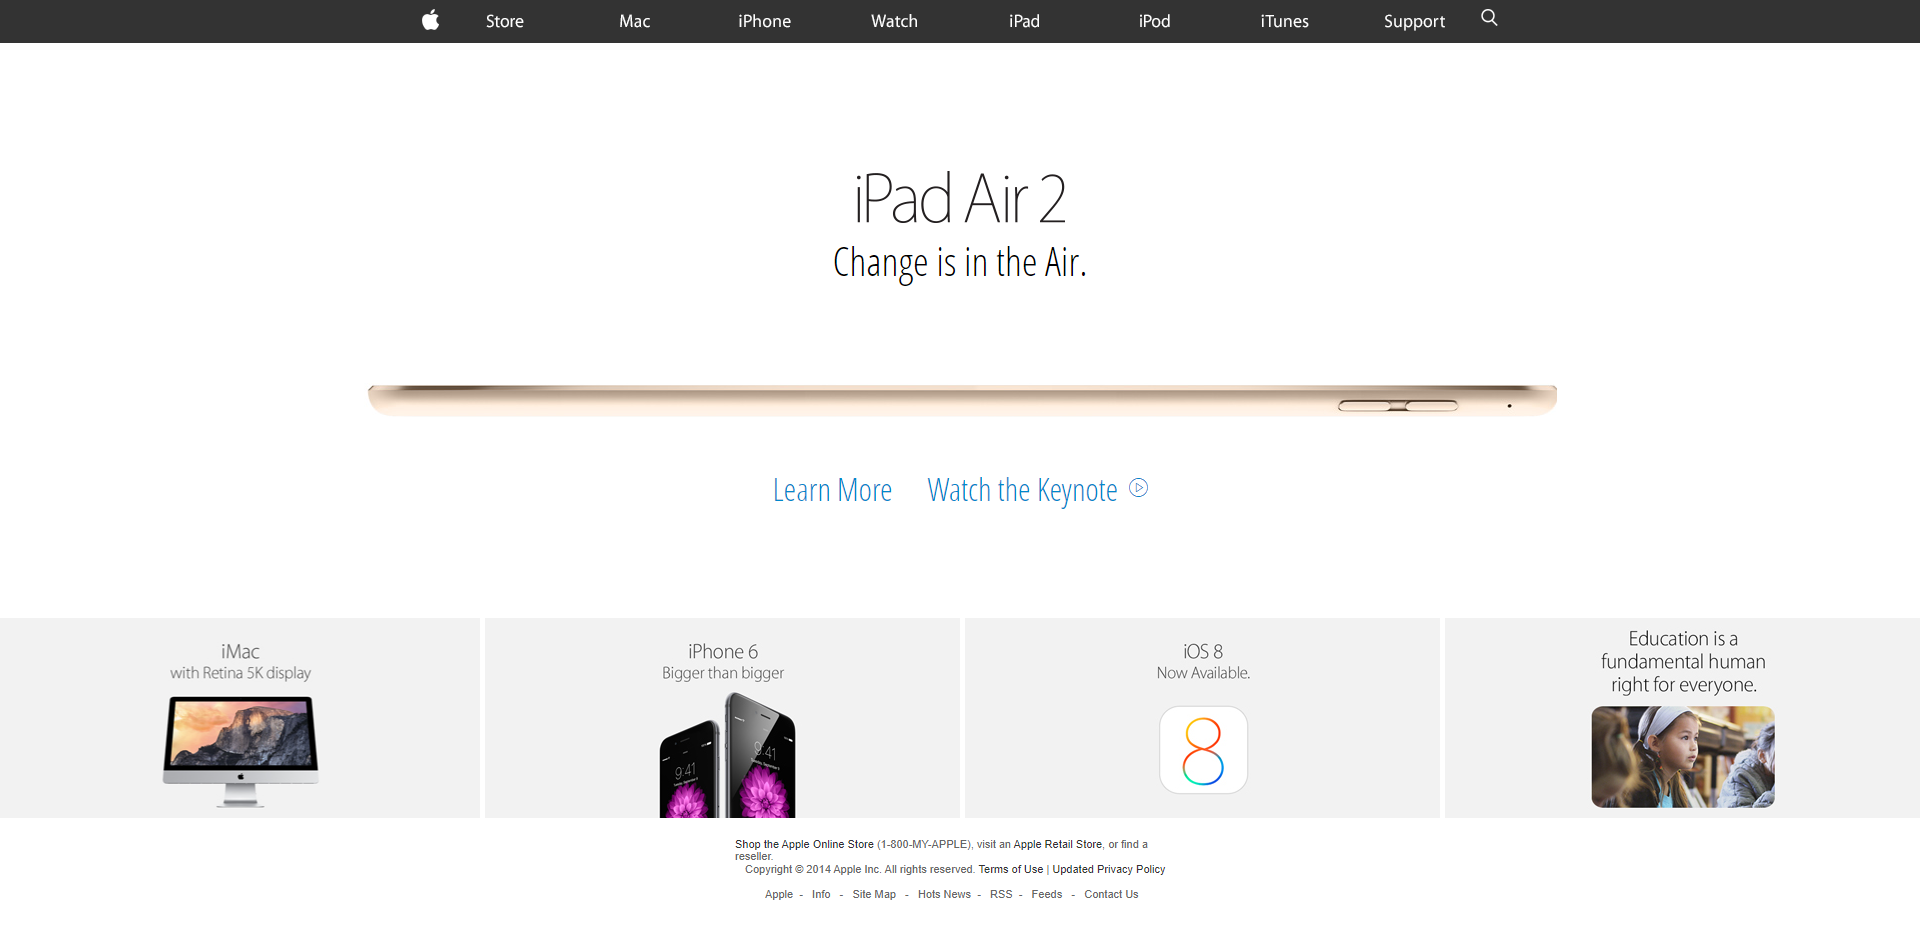 Store Mac iPhone Watch iPad iPod iTunes Support
iPad Air 2
Change is in the Air.
Learn More Watch the Keynote
iMac
with Retina 5K display
iPhone 6
Bigger than bigger
9:41
9:41
iOS 8
Now Available.
8
Education is a
fundamental human
right for everyone.
Shop the Apple Online Store (1-800-MY-APPLE), visit an Apple Retail Store, or find a
reseller.
Copyright © 2014 Apple Inc. All rights reserved. Terms of Use | Updated Privacy Policy
Apple - Info - Site Map - Hots News - RSS - Feeds - Contact Us